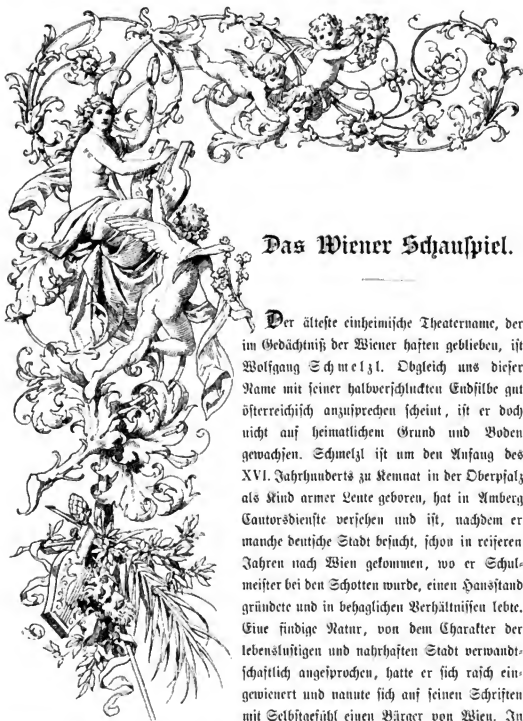 Das Wiener Schauspiel.
Der älteste einheimische Theatername, der
im Gedächtniß der Wiener haften geblieben, ist
Wolfgang Schmelzl. Obgleich uns dieser
Name mit seiner halbverschluckten Endsilbe gut
österreichisch anzusprechen scheint, ist er doch
nicht auf heimatlichem Grund und Boden
gewachsen. Schmelzl ist um den Anfang des
XVI. Jahrhunderts zu Kemnat in der Oberpfalz
als Kind armer Leute geboren, hat in Amberg
Cantorsdienste versehen und ist, nachdem er
manche deutsche Stadt besucht, schon in reiferen
Jahren nach Wien gekommen, wo er Schul-
meister bei den Schotten wurde, einen Hausstand
gründete und in behaglichen Verhältnissen lebte.
Eine findige Natur, von dem Charakter der
lebenslustigen und nahrhaften Stadt verwandt-
schaftlich angesprochen, hatte er sich rasch ein-
gewienert und nannte sich auf seinen Schriften
mit Selbstgefühl einen Bürger von Wien. In